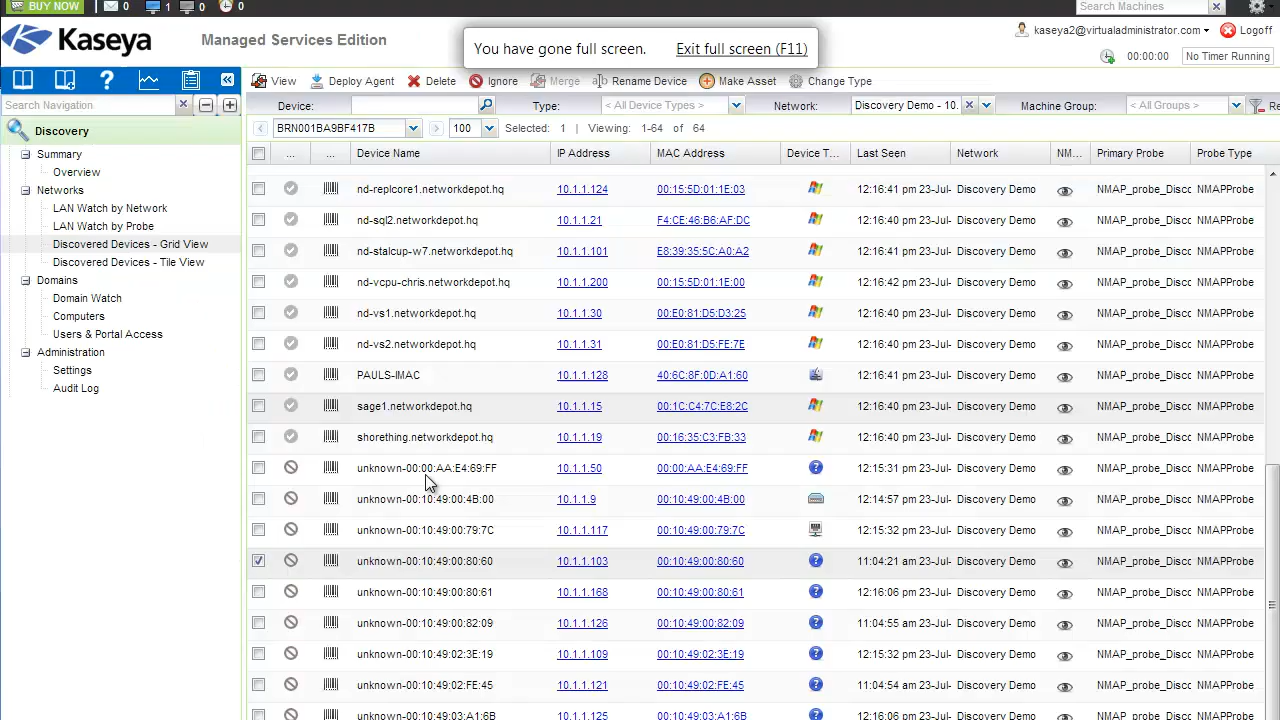 BUY NOW 0 1 0 0 Search Machines
Kaseya Managed Services Edition
You have gone full screen. Exit full screen (F11)
kaseya2@virtualadministrator.com Logoff
00:00:00 No Timer Running
View Deploy Agent Delete Ignore Merge Rename Device Make Asset Change Type
Search Navigation
Device: Type: < All Device Types > Network: Discovery Demo - 10. Machine Group: < All Groups >
Discovery
Summary
Overview
Networks
LAN Watch by Network
LAN Watch by Probe
Discovered Devices - Grid View
Discovered Devices - Tile View
Domains
Domain Watch
Computers
Users & Portal Access
Administration
Settings
Audit Log
BRN001BA9BF417B 100 Selected: 1 Viewing: 1-64 of 64
... ... Device Name IP Address MAC Address Device T... Last Seen Network NM... Primary Probe Probe Type
nd-replcore1.networkdepot.hq 10.1.1.124 00:15:5D:01:1E:03 12:16:41 pm 23-Jul- Discovery Demo NMAP_probe_Disc NMAPProbe
nd-sql2.networkdepot.hq 10.1.1.21 F4:CE:46:B6:AF:DC 12:16:40 pm 23-Jul- Discovery Demo NMAP_probe_Disc NMAPProbe
nd-stalcup-w7.networkdepot.hq 10.1.1.101 E8:39:35:5C:A0:A2 12:16:41 pm 23-Jul- Discovery Demo NMAP_probe_Disc NMAPProbe
nd-vcpu-chris.networkdepot.hq 10.1.1.200 00:15:5D:01:1E:00 12:16:42 pm 23-Jul- Discovery Demo NMAP_probe_Disc NMAPProbe
nd-vs1.networkdepot.hq 10.1.1.30 00:E0:81:D5:D3:25 12:16:40 pm 23-Jul- Discovery Demo NMAP_probe_Disc NMAPProbe
nd-vs2.networkdepot.hq 10.1.1.31 00:E0:81:D5:FE:7E 12:16:40 pm 23-Jul- Discovery Demo NMAP_probe_Disc NMAPProbe
PAULS-IMAC 10.1.1.128 40:6C:8F:0D:A1:60 12:16:41 pm 23-Jul- Discovery Demo NMAP_probe_Disc NMAPProbe
sage1.networkdepot.hq 10.1.1.15 00:1C:C4:7C:E8:2C 12:16:40 pm 23-Jul- Discovery Demo NMAP_probe_Disc NMAPProbe
shorething.networkdepot.hq 10.1.1.19 00:16:35:C3:FB:33 12:16:40 pm 23-Jul- Discovery Demo NMAP_probe_Disc NMAPProbe
unknown-00:00:AA:E4:69:FF 10.1.1.50 00:00:AA:E4:69:FF 12:15:31 pm 23-Jul- Discovery Demo NMAP_probe_Disc NMAPProbe
unknown-00:10:49:00:4B:00 10.1.1.9 00:10:49:00:4B:00 12:14:57 pm 23-Jul- Discovery Demo NMAP_probe_Disc NMAPProbe
unknown-00:10:49:00:79:7C 10.1.1.117 00:10:49:00:79:7C 12:15:32 pm 23-Jul- Discovery Demo NMAP_probe_Disc NMAPProbe
unknown-00:10:49:00:80:60 10.1.1.103 00:10:49:00:80:60 11:04:21 am 23-Jul- Discovery Demo NMAP_probe_Disc NMAPProbe
unknown-00:10:49:00:80:61 10.1.1.168 00:10:49:00:80:61 12:16:06 pm 23-Jul- Discovery Demo NMAP_probe_Disc NMAPProbe
unknown-00:10:49:00:82:09 10.1.1.126 00:10:49:00:82:09 11:04:55 am 23-Jul- Discovery Demo NMAP_probe_Disc NMAPProbe
unknown-00:10:49:02:3E:19 10.1.1.109 00:10:49:02:3E:19 12:15:32 pm 23-Jul- Discovery Demo NMAP_probe_Disc NMAPProbe
unknown-00:10:49:02:FE:45 10.1.1.121 00:10:49:02:FE:45 11:04:54 am 23-Jul- Discovery Demo NMAP_probe_Disc NMAPProbe
unknown-00:10:49:03:A1:6B 10.1.1.125 00:10:49:03:A1:6B 12:16:06 pm 23-Jul- Discovery Demo NMAP_probe_Disc NMAPProbe